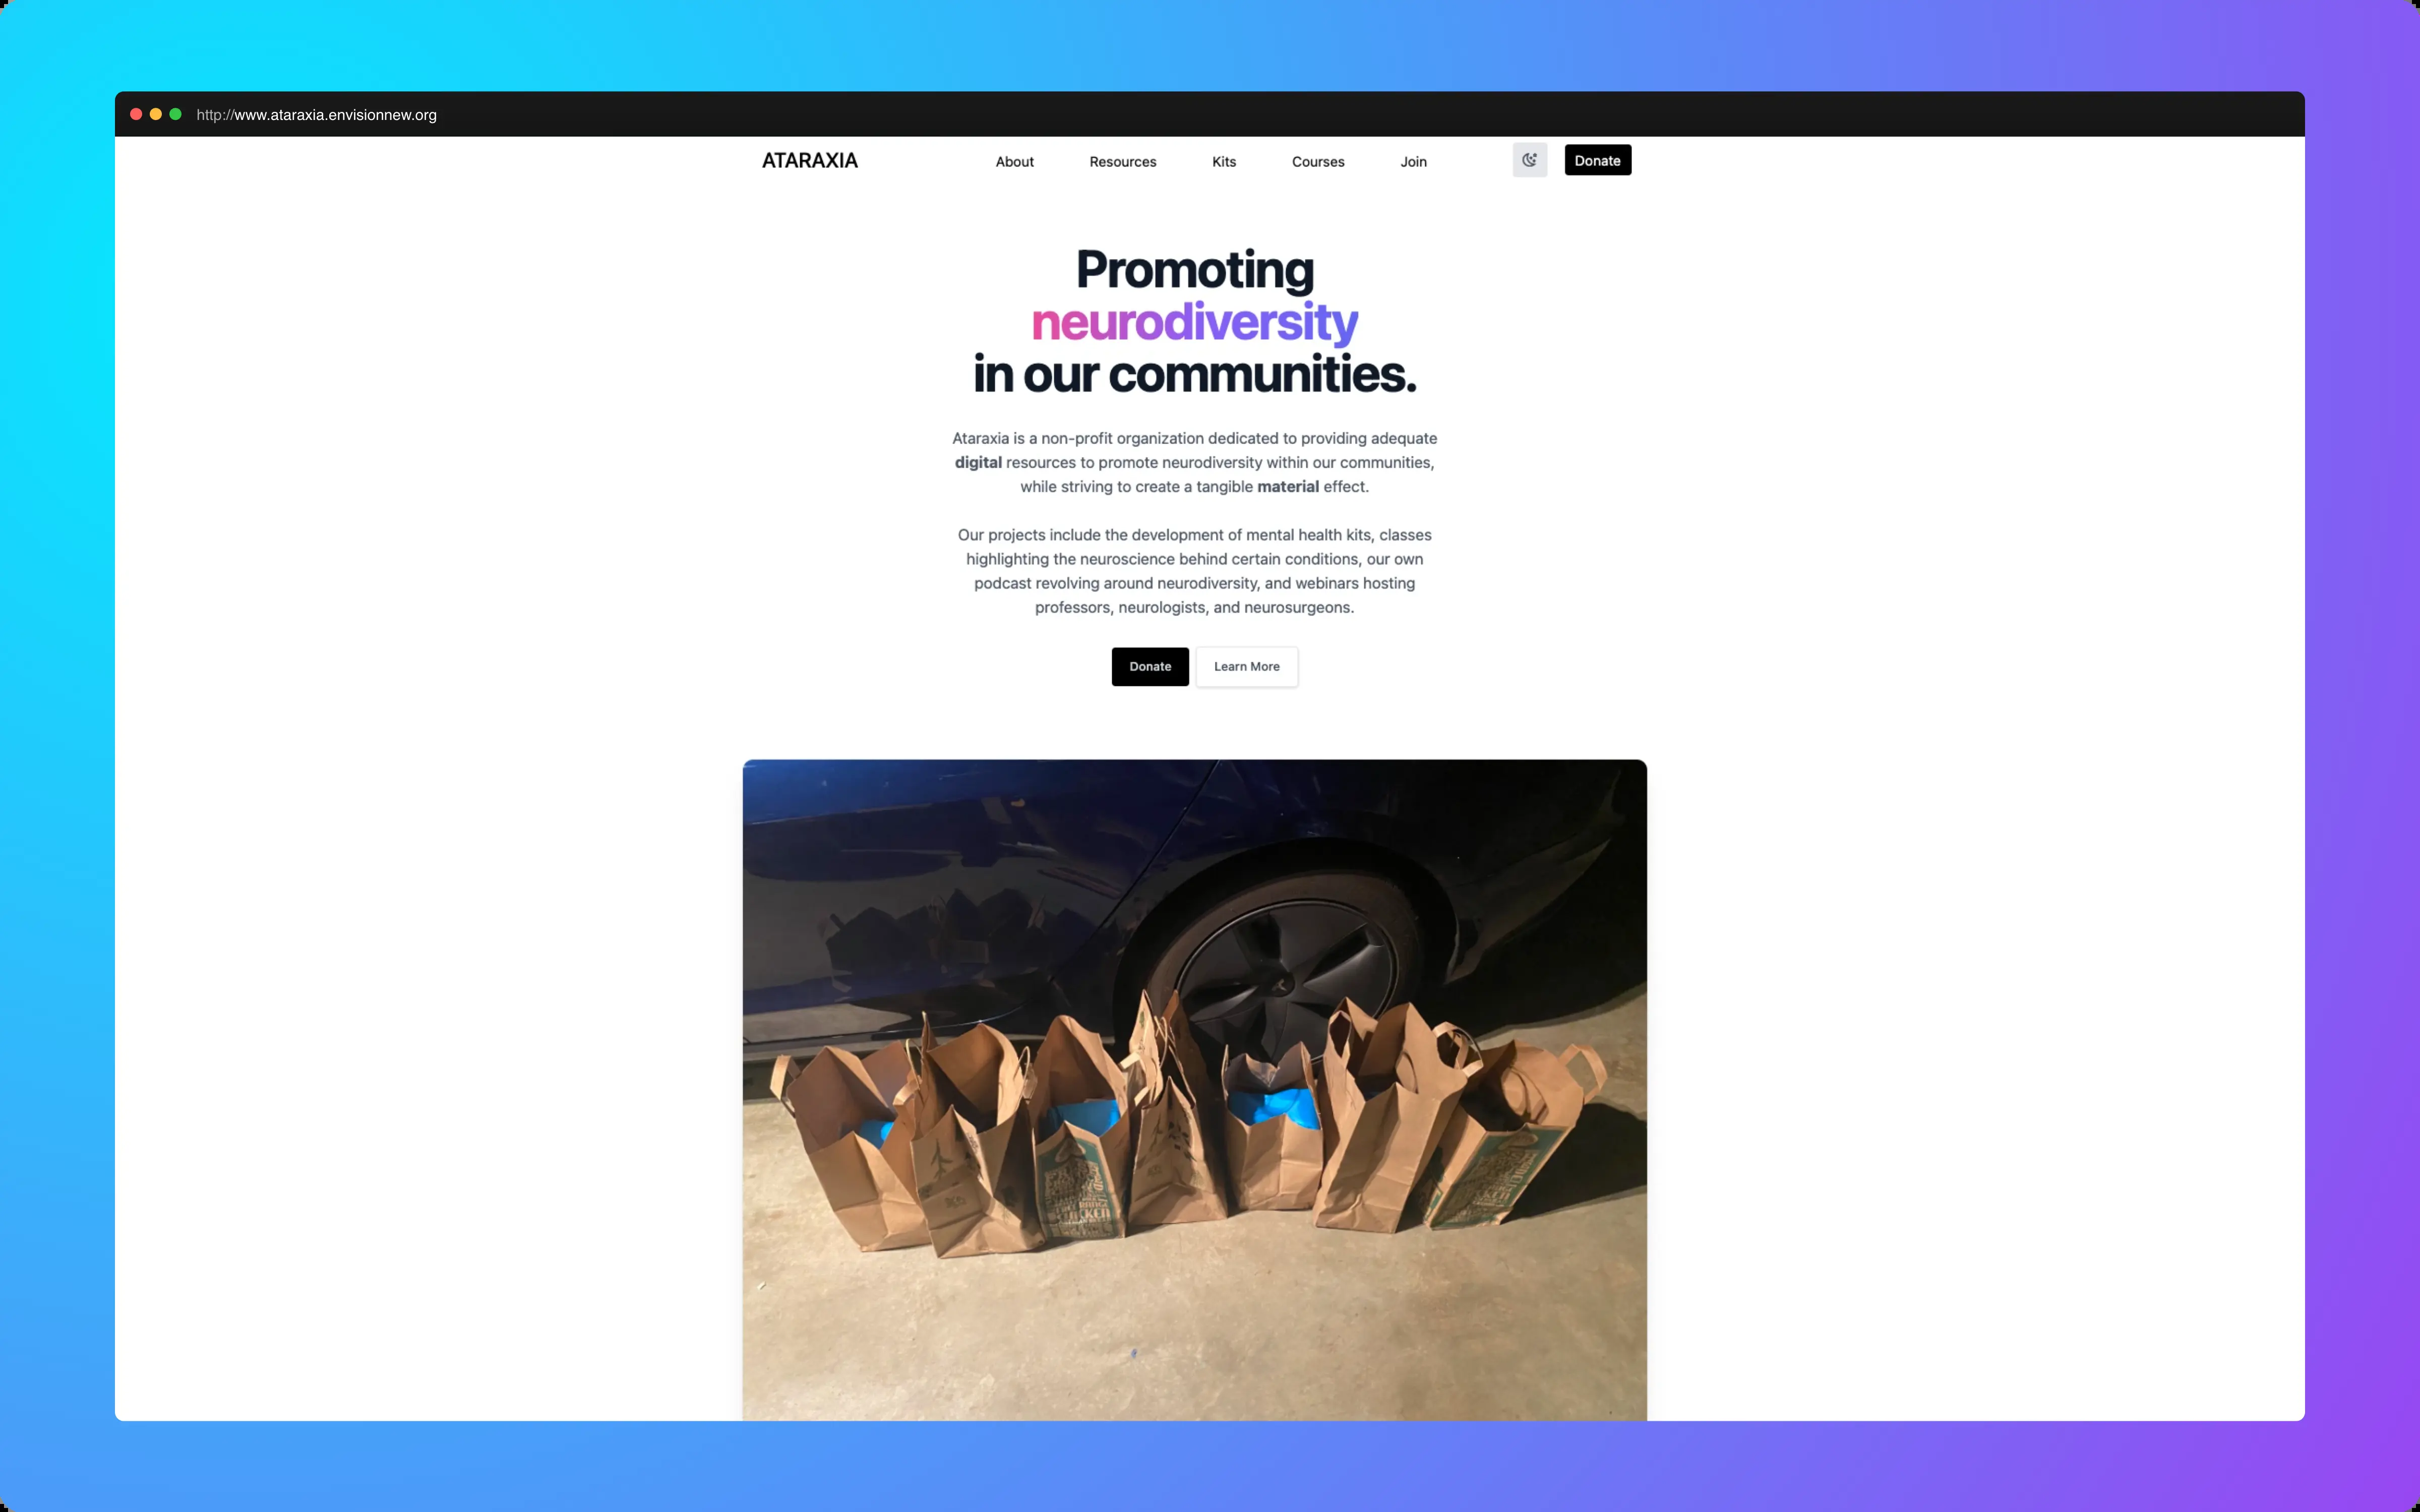 http://www.ataraxia.envisionnew.org
ATARAXIA
About
Resources
Kits
Courses
Join
Donate
Promoting
neurodiversity
in our communities.
Ataraxia is a non-profit organization dedicated to providing adequate
digital resources to promote neurodiversity within our communities,
while striving to create a tangible material effect.
Our projects include the development of mental health kits, classes
highlighting the neuroscience behind certain conditions, our own
podcast revolving around neurodiversity, and webinars hosting
professors, neurologists, and neurosurgeons.
Donate
Learn More
CHICKEN